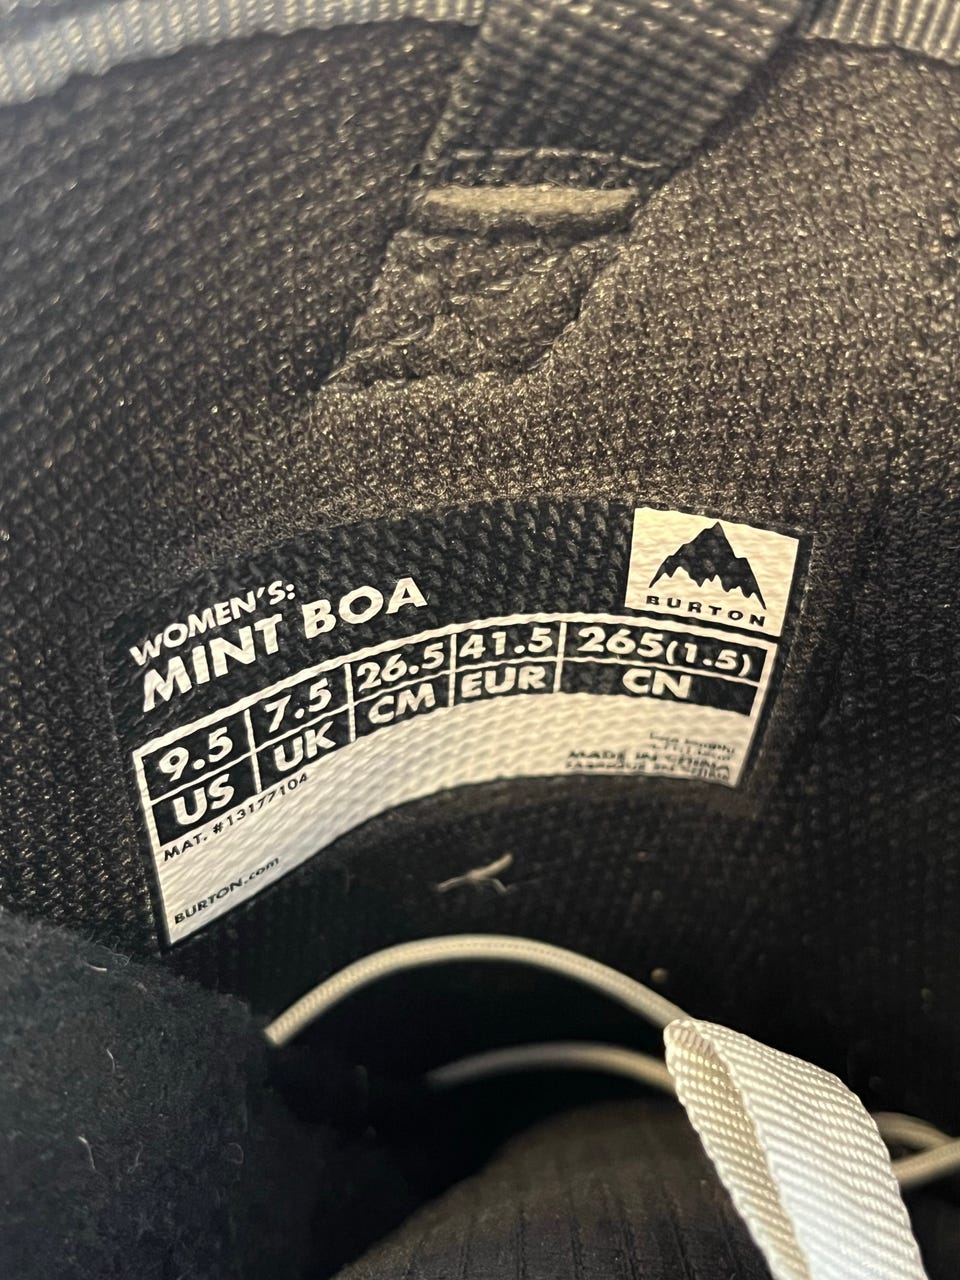 BURTON
WOMEN'S:
MINT BOA
9.5 7.5 26.5 41.5 265(1.5)
US UK CM EUR CN
MAT. #13177104
MADE IN CHINA
BURTON.com